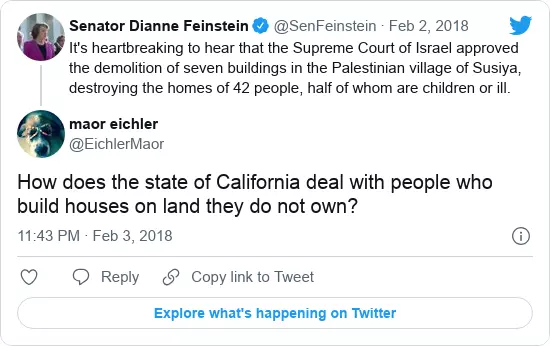 Senator Dianne Feinstein @SenFeinstein · Feb 2, 2018
It's heartbreaking to hear that the Supreme Court of Israel approved
the demolition of seven buildings in the Palestinian village of Susiya,
destroying the homes of 42 people, half of whom are children or ill.
maor eichler
@EichlerMaor
How does the state of California deal with people who
build houses on land they do not own?
11:43 PM · Feb 3, 2018
Reply Copy link to Tweet
Explore what's happening on Twitter